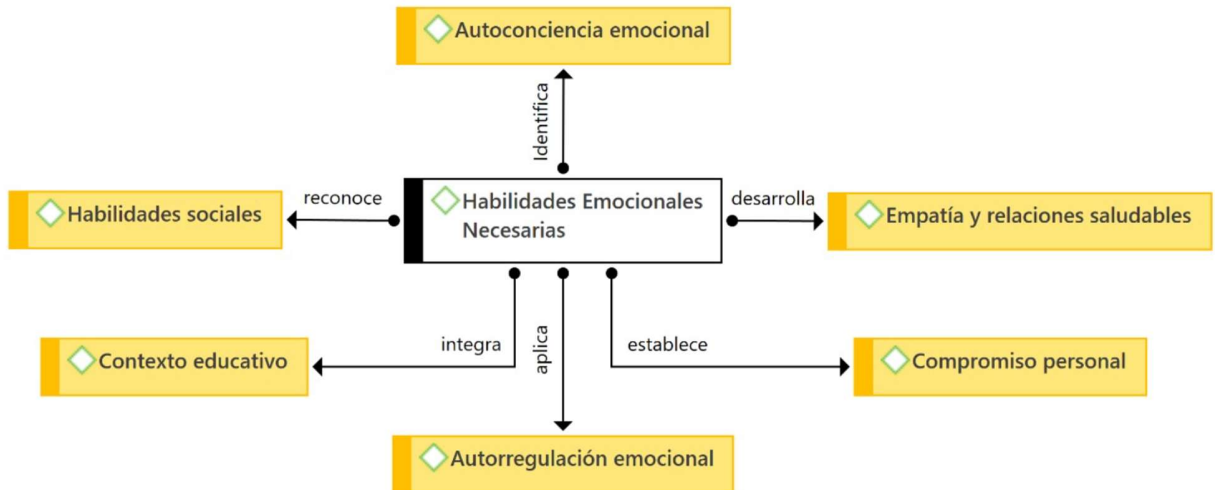 Autoconciencia emocional
Identifica
Habilidades sociales
reconoce
Habilidades Emocionales
Necesarias
desarrolla
Empatía y relaciones saludables
Contexto educativo
integra
aplica
establece
Compromiso personal
Autorregulación emocional